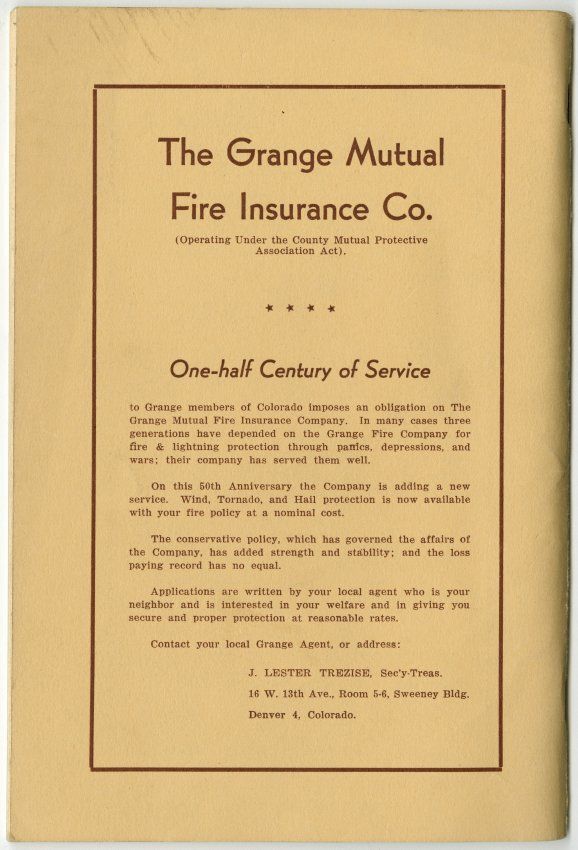 The Grange Mutual
Fire Insurance Co.
(Operating Under the County Mutual Protective
Association Act).
★ ★ ★ ★
One-half Century of Service
to Grange members of Colorado imposes an obligation on The
Grange Mutual Fire Insurance Company. In many cases three
generations have depended on the Grange Fire Company for
fire & lightning protection through panics, depressions, and
wars; their company has served them well.
On this 50th Anniversary the Company is adding a new
service. Wind, Tornado, and Hail protection is now available
with your fire policy at a nominal cost.
The conservative policy, which has governed the affairs of
the Company, has added strength and stability; and the loss
paying record has no equal.
Applications are written by your local agent who is your
neighbor and is interested in your welfare and in giving you
secure and proper protection at reasonable rates.
Contact your local Grange Agent, or address:
J. LESTER TREZISE, Sec'y-Treas.
16 W. 13th Ave., Room 5-6, Sweeney Bldg.
Denver 4, Colorado.